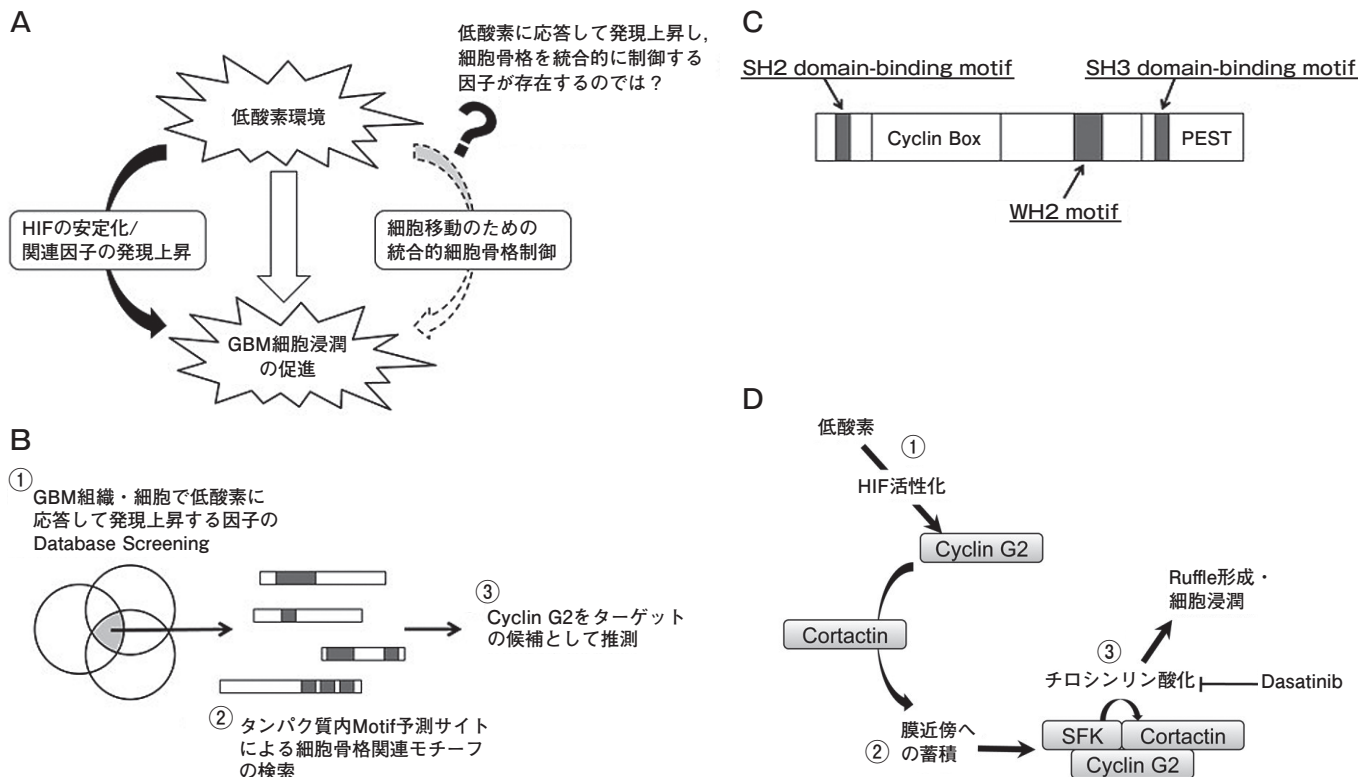 A
低酸素に応答して発現上昇し,
細胞骨格を統合的に制御する
因子が存在するのでは？
?
低酸素環境
HIFの安定化/
関連因子の発現上昇
細胞移動のための
統合的細胞骨格制御
GBM細胞浸潤
の促進
B
①
GBM組織・細胞で低酸素に
応答して発現上昇する因子の
Database Screening
② タンパク質内Motif予測サイト
による細胞骨格関連モチーフ
の検索
③
Cyclin G2をターゲット
の候補として推測
C
SH2 domain-binding motif
SH3 domain-binding motif
Cyclin Box
PEST
WH2 motif
D
低酸素
①
HIF活性化
Cyclin G2
Cortactin
② 膜近傍へ
の蓄積
SFK
Cortactin
Cyclin G2
③
チロシンリン酸化
Dasatinib
Ruffle形成・
細胞浸潤